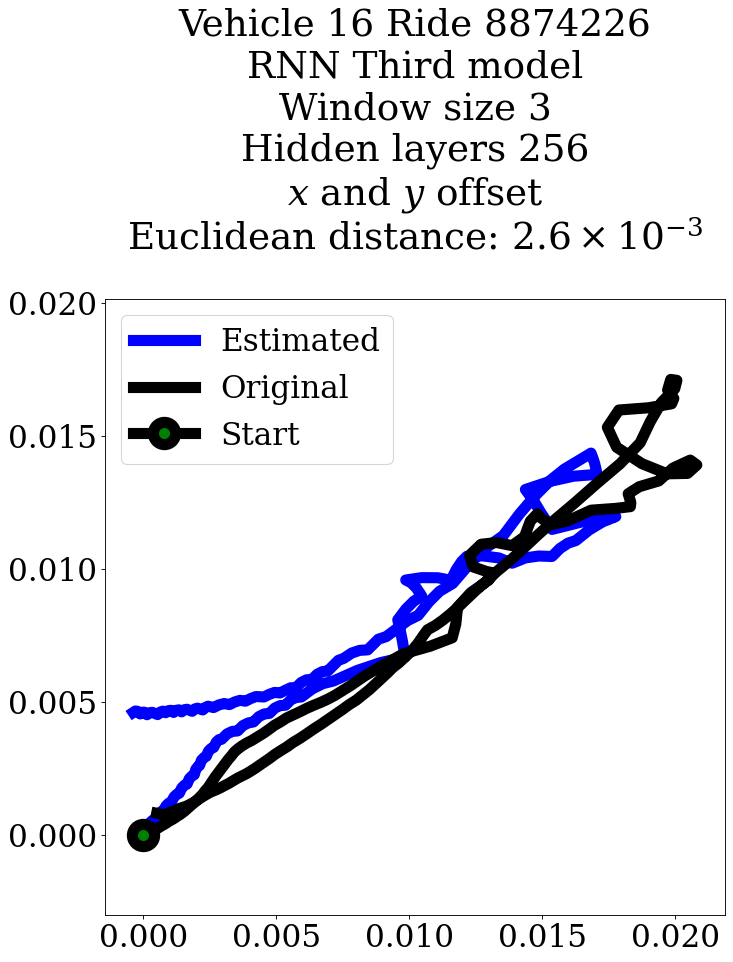 Vehicle 16 Ride 8874226
RNN Third model
Window size 3
Hidden layers 256
x and y offset
Euclidean distance: 2.6 × 10⁻³
0.020
0.015
0.010
0.005
0.000
Estimated
Original
Start
0.000 0.005 0.010 0.015 0.020